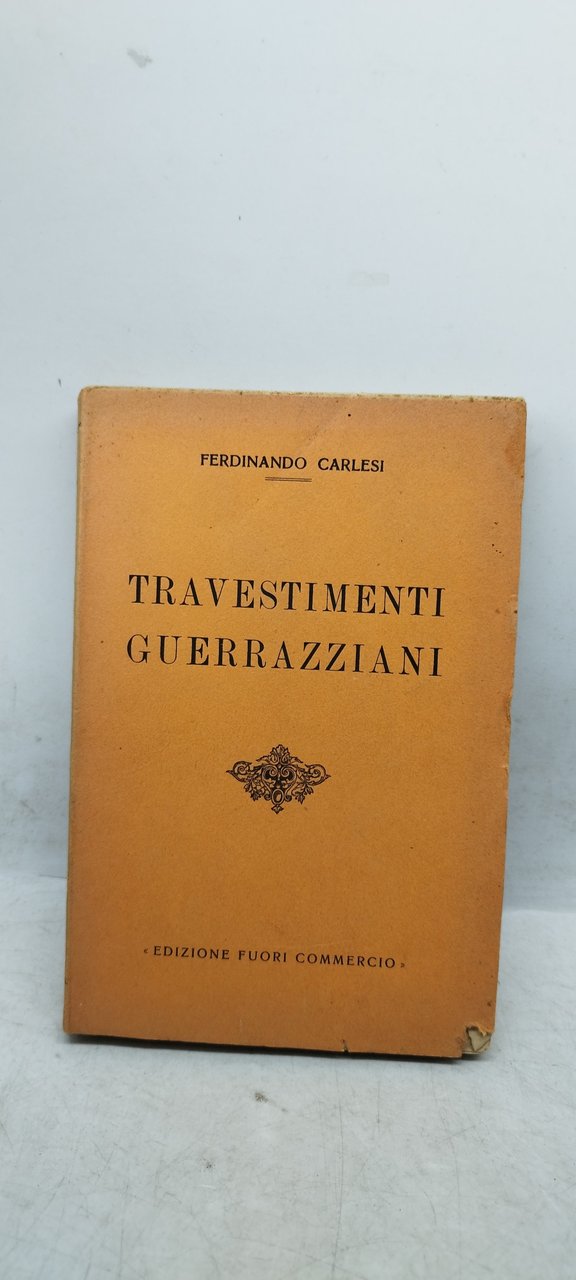 FERDINANDO CARLESI
TRAVESTIMENTI
GUERRAZZIANI
« EDIZIONE FUORI COMMERCIO »